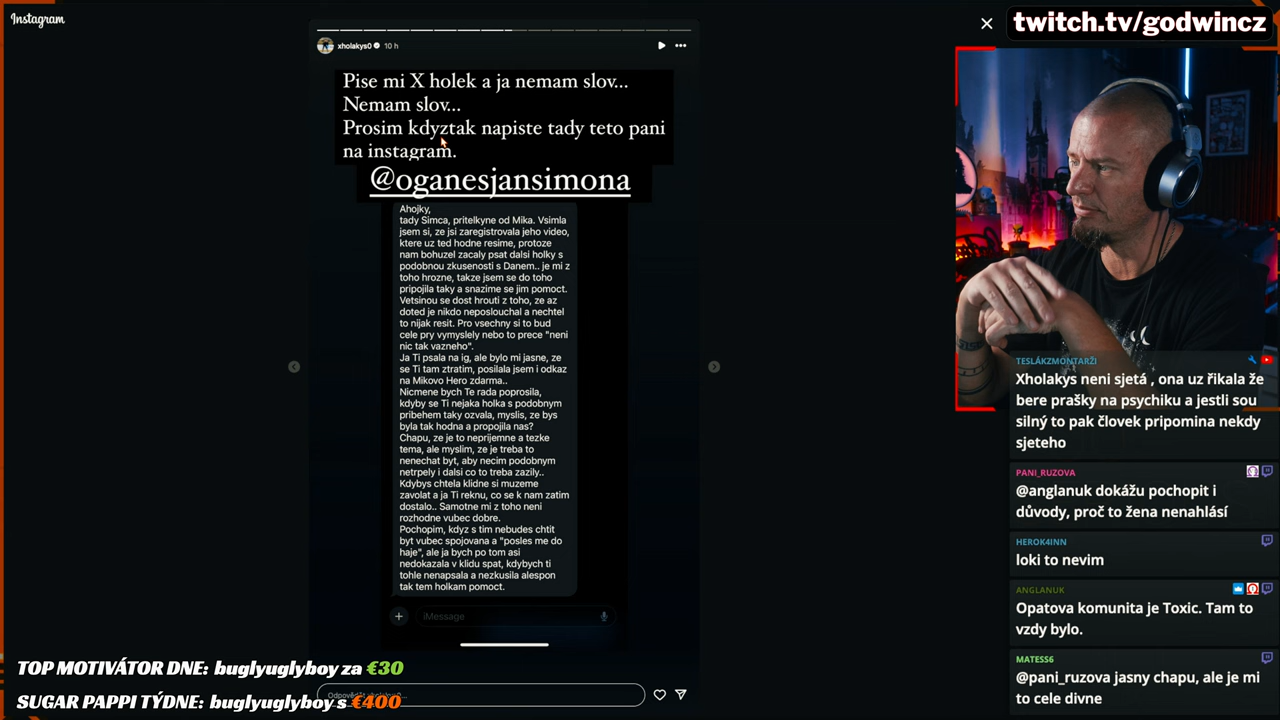 Instagram
xholakys0 10 h
Pise mi X holek a ja nemam slov...
Nemam slov...
Prosim kdyztak napiste tady teto pani
na instagram.
@oganesjansimona
Ahojky,
tady Simca, pritelkyne od Mika. Vsimla
jsem si, ze jsi zaregistrovala jeho video,
ktere uz ted hodne resime, protoze
nam bohuzel zacaly psat dalsi holky s
podobnou zkusenosti s Danem.. je mi z
toho hrozne, takze jsem se do toho
pripojila taky a snazime se jim pomoct.
Vetsinou se dost hrouti z toho, ze az
doted je nikdo neposlouchal a nechtel
to nijak resit. Pro vsechny si to bud
cele pry vymyslely nebo to prece "neni
nic tak vazneho".
Ja Ti psala na ig, ale bylo mi jasne, ze
se Ti tam ztratim, posilala jsem i odkaz
na Mikovo Hero zdarma..
Nicmene bych Te rada poprosila,
kdyby se Ti nejaka holka s podobnym
pribehem taky ozvala, myslis, ze bys
byla tak hodna a propojila nas?
Chapu, ze je to neprijemne a tezke
tema, ale myslim, ze je treba to
nenechat byt, aby necim podobnym
netrpely i dalsi co to treba zazily..
Kdybys chtela klidne si muzeme
zavolat a ja Ti reknu, co se k nam zatim
dostalo.. Samotne mi z toho neni
rozhodne vubec dobre.
Pochopim, kdyz s tim nebudes chtit
byt vubec spojovana a "posles me do
haje", ale ja bych po tom asi
nedokazala v klidu spat, kdybych ti
tohle nenapsala a nezkusila alespon
tak tem holkam pomoct.
iMessage
twitch.tv/godwincz
TESLÁKZMONTÁRŽI
Xholakys neni sjetá , ona uz řikala že
bere prašky na psychiku a jestli sou
silný to pak člověk pripomina nekdy
sjeteho
PANI_RUZOVA
@anglanuk dokážu pochopit i
důvody, proč to žena nenahlásí
HEROK4INN
loki to nevim
ANGLANUK
Opatova komunita je Toxic. Tam to
vzdy bylo.
MATESS6
@pani_ruzova jasny chapu, ale je mi
to cele divne
TOP MOTIVÁTOR DNE: buglyuglyboy za €30
SUGAR PAPPI TÝDNE: buglyuglyboy s €400